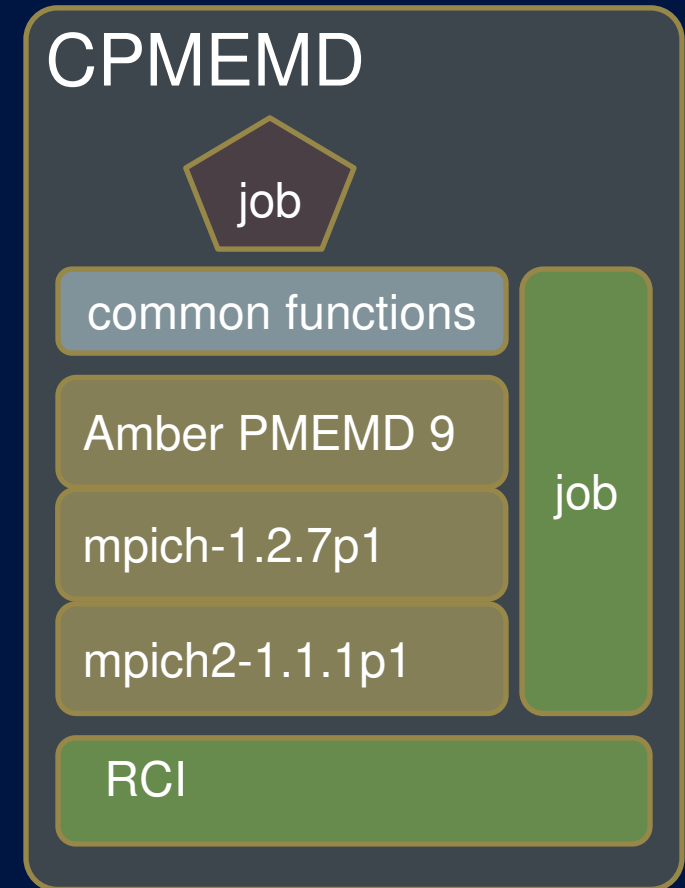 CPMEMD
job
common functions
Amber PMEMD 9
mpich-1.2.7p1
job
mpich2-1.1.1p1
RCI